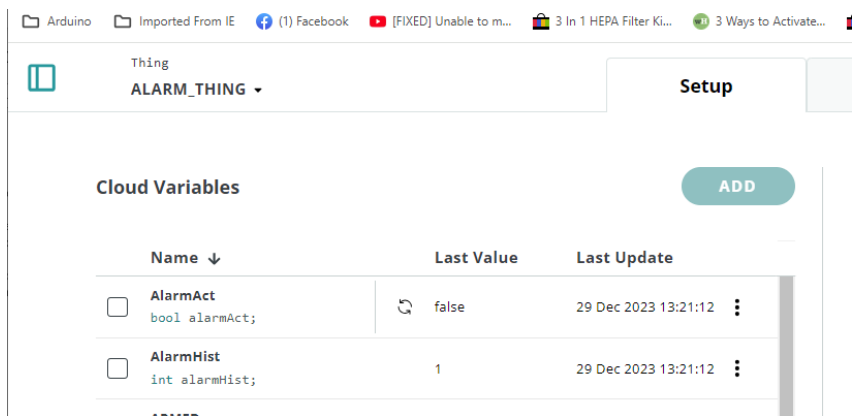 Arduino Imported From IE (1) Facebook [FIXED] Unable to m... 3 In 1 HEPA Filter Ki... 3 Ways to Activate...
Thing
ALARM_THING
Setup
Cloud Variables
ADD
Name Last Value Last Update
AlarmAct
bool alarmAct;
false
29 Dec 2023 13:21:12
AlarmHist
int alarmHist;
1
29 Dec 2023 13:21:12